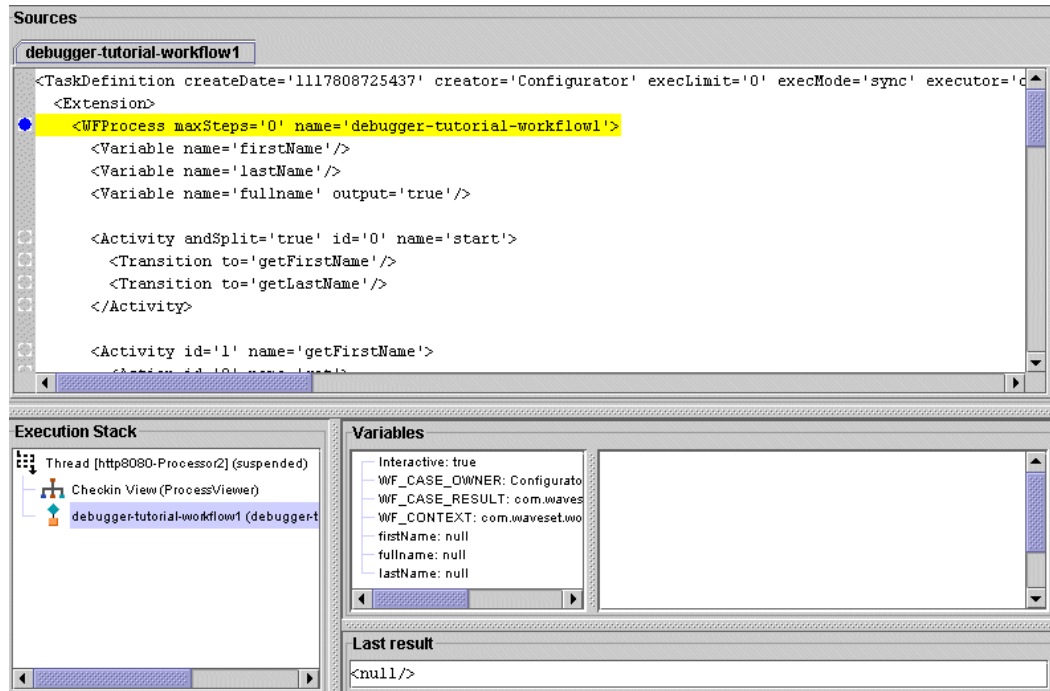 Sources
debugger-tutorial-workflow1
<TaskDefinition createDate='1117808725437' creator='Configurator' execLimit='0' execMode='sync' executor='c
<Extension>
<WFProcess maxSteps='0' name='debugger-tutorial-workflow1'>
<Variable name='firstName'/>
<Variable name='lastName'/>
<Variable name='fullname' output='true'/>
<Activity andSplit='true' id='0' name='start'>
<Transition to='getFirstName'/>
<Transition to='getLastName'/>
</Activity>
<Activity id='1' name='getFirstName'>
Execution Stack
Thread [http8080-Processor2] (suspended)
Checkin View (ProcessViewer)
debugger-tutorial-workflow1 (debugger-t
Variables
Interactive: true
WF_CASE_OWNER: Configurato
WF_CASE_RESULT: com.waves
WF_CONTEXT: com.waveset.wo
firstName: null
fullname: null
lastName: null
Last result
<null/>